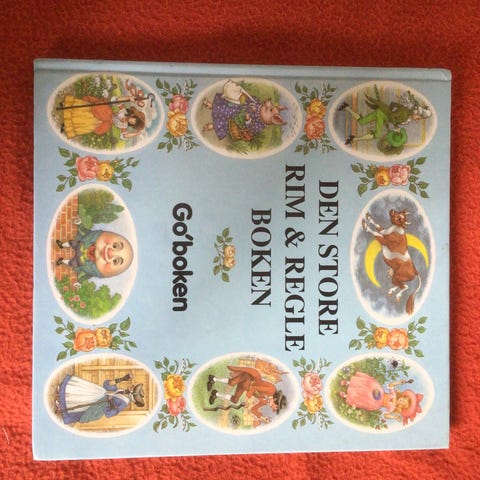 DEN STORE
RIM & REGLE
BOKEN
Go'boken